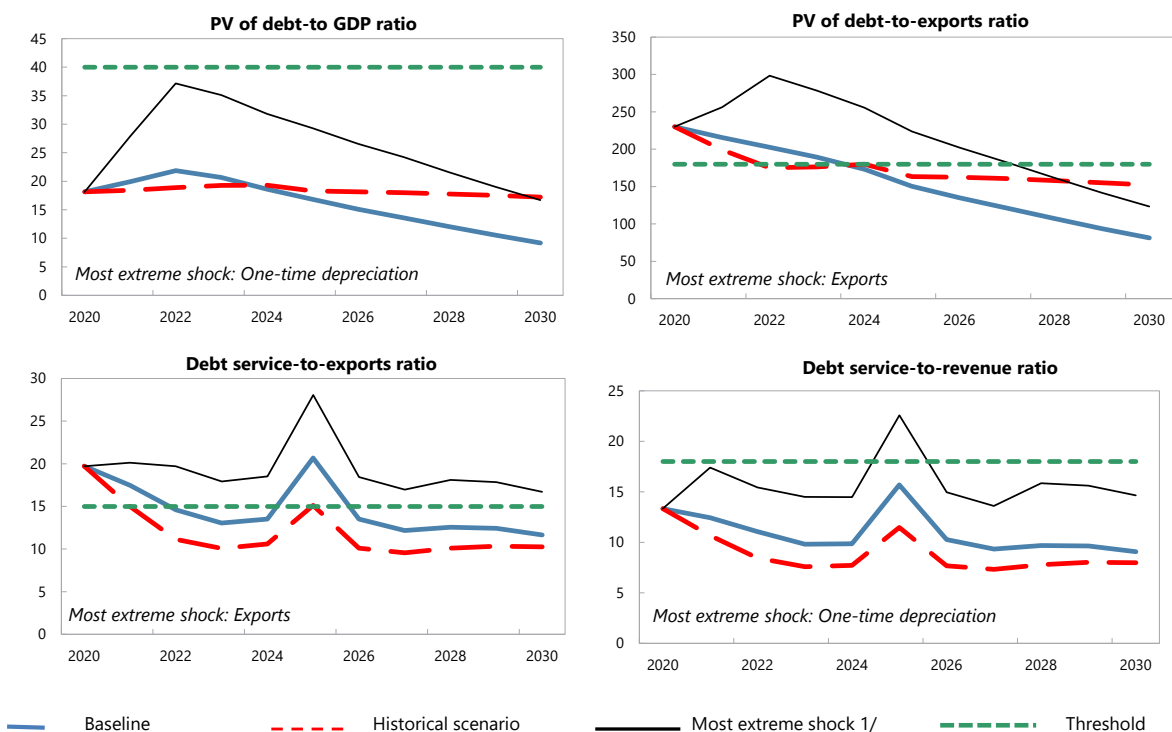 PV of debt-to GDP ratio
45
40
35
30
25
20
15
10
5
0
Most extreme shock: One-time depreciation
2020 2022 2024 2026 2028 2030
PV of debt-to-exports ratio
350
300
250
200
150
100
50
0
Most extreme shock: Exports
2020 2022 2024 2026 2028 2030
Debt service-to-exports ratio
30
25
20
15
10
5
0
Most extreme shock: Exports
2020 2022 2024 2026 2028 2030
Debt service-to-revenue ratio
25
20
15
10
5
0
Most extreme shock: One-time depreciation
2020 2022 2024 2026 2028 2030
Baseline Historical scenario Most extreme shock 1/ Threshold